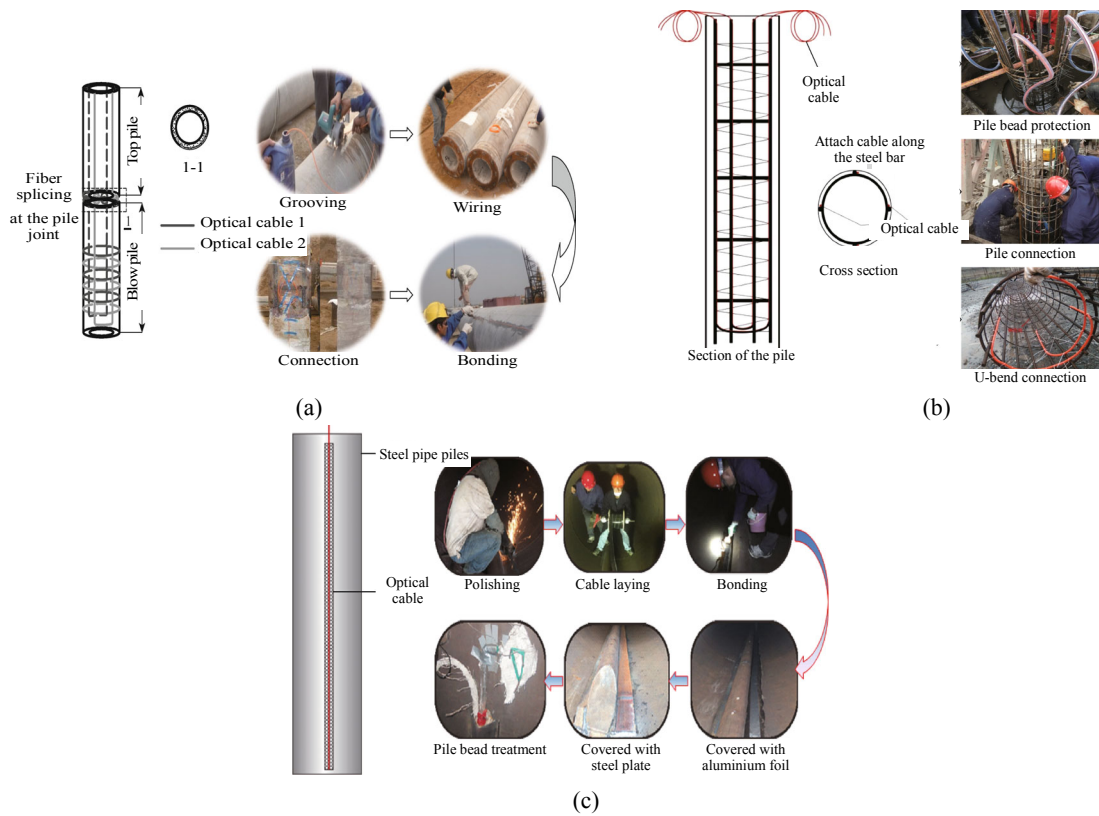 Top pile
1-1
Fiber
splicing
at the pile
joint
1-
Optical cable 1
Optical cable 2
Blow pile
Grooving
Wiring
Connection
Bonding
(a)
Optical
cable
Attach cable along
the steel bar
Optical cable
Cross section
Section of the pile
Pile bead protection
Pile connection
U-bend connection
(b)
Steel pipe piles
Optical
cable
Polishing
Cable laying
Bonding
Pile bead treatment
Covered with
steel plate
Covered with
aluminium foil
(c)